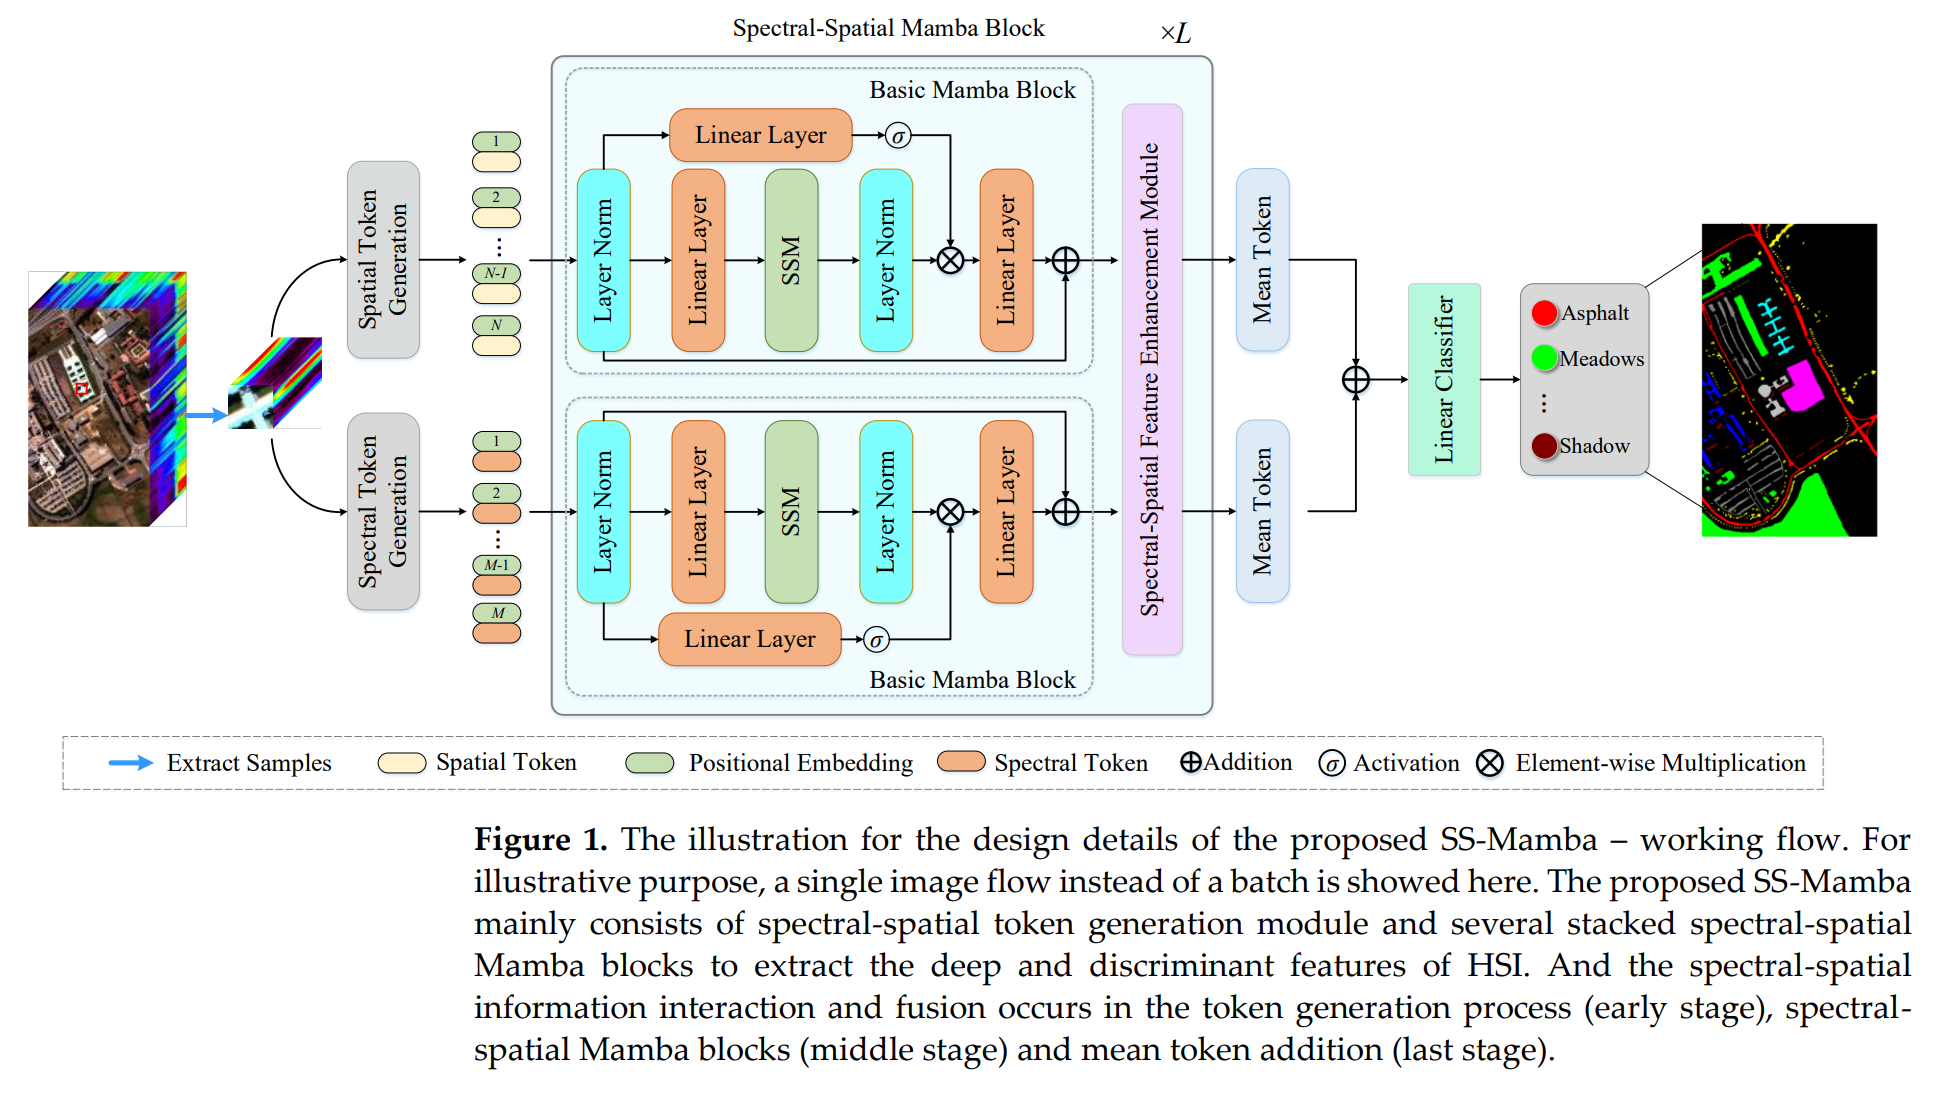 Spectral-Spatial Mamba Block
×L
Basic Mamba Block
Spatial Token
Generation
1
2
⋮
N-1
N
Layer Norm
Linear Layer
σ
Linear Layer
SSM
Layer Norm
Linear Layer
Spectral Token
Generation
1
2
⋮
M-1
M
Layer Norm
Linear Layer
SSM
Layer Norm
Linear Layer
Linear Layer
σ
Basic Mamba Block
Spectral-Spatial Feature Enhancement Module
Mean Token
Mean Token
Linear Classifier
Asphalt
Meadows
⋮
Shadow
Extract Samples
Spatial Token
Positional Embedding
Spectral Token
Addition
σ Activation
Element-wise Multiplication
Figure 1. The illustration for the design details of the proposed SS-Mamba – working flow. For
illustrative purpose, a single image flow instead of a batch is showed here. The proposed SS-Mamba
mainly consists of spectral-spatial token generation module and several stacked spectral-spatial
Mamba blocks to extract the deep and discriminant features of HSI. And the spectral-spatial
information interaction and fusion occurs in the token generation process (early stage), spectral-
spatial Mamba blocks (middle stage) and mean token addition (last stage).